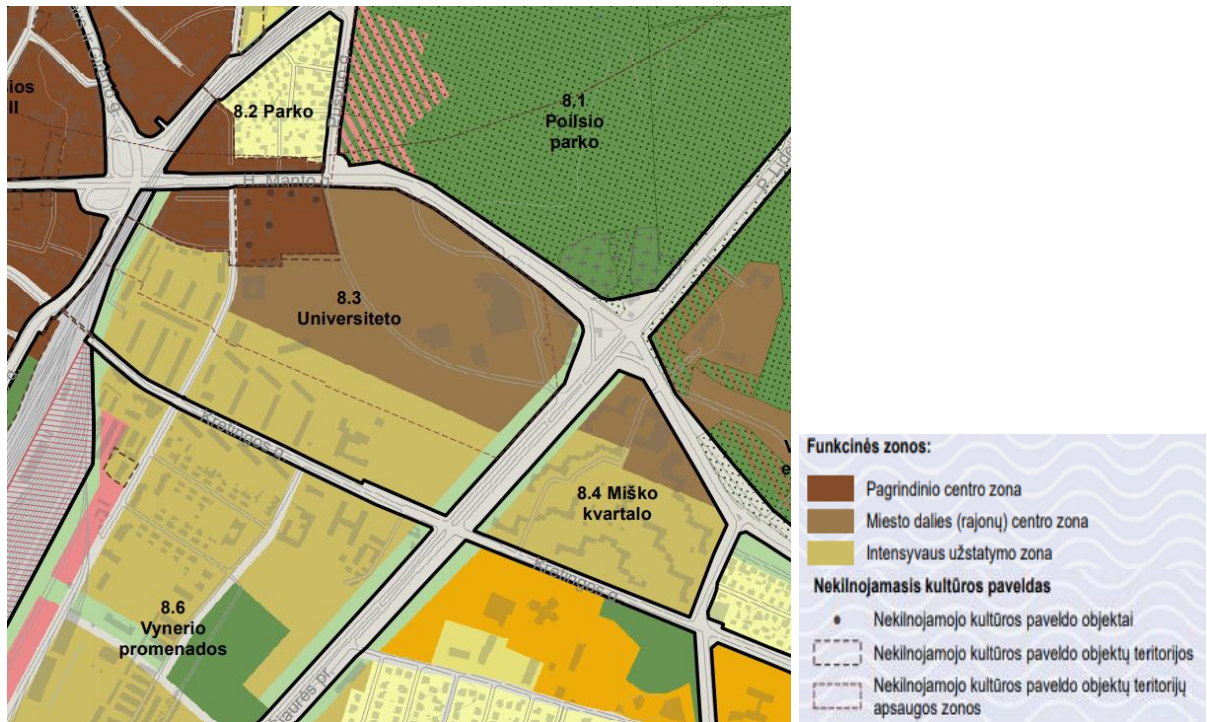 8.2 Parko
8.1
Poilsio
parko
H. Manto g.
8.3
Universiteto
Kretingos g.
8.4 Miško
kvartalo
Kretingos g.
8.6
Vynerio
promenados
Funkcinės zonos:
Pagrindinio centro zona
Miesto dalies (rajonų) centro zona
Intensyvaus užstatymo zona
Nekilnojamasis kultūros paveldas
Nekilnojamojo kultūros paveldo objektai
Nekilnojamojo kultūros paveldo objektų teritorijos
Nekilnojamojo kultūros paveldo objektų teritorijų
apsaugos zonos